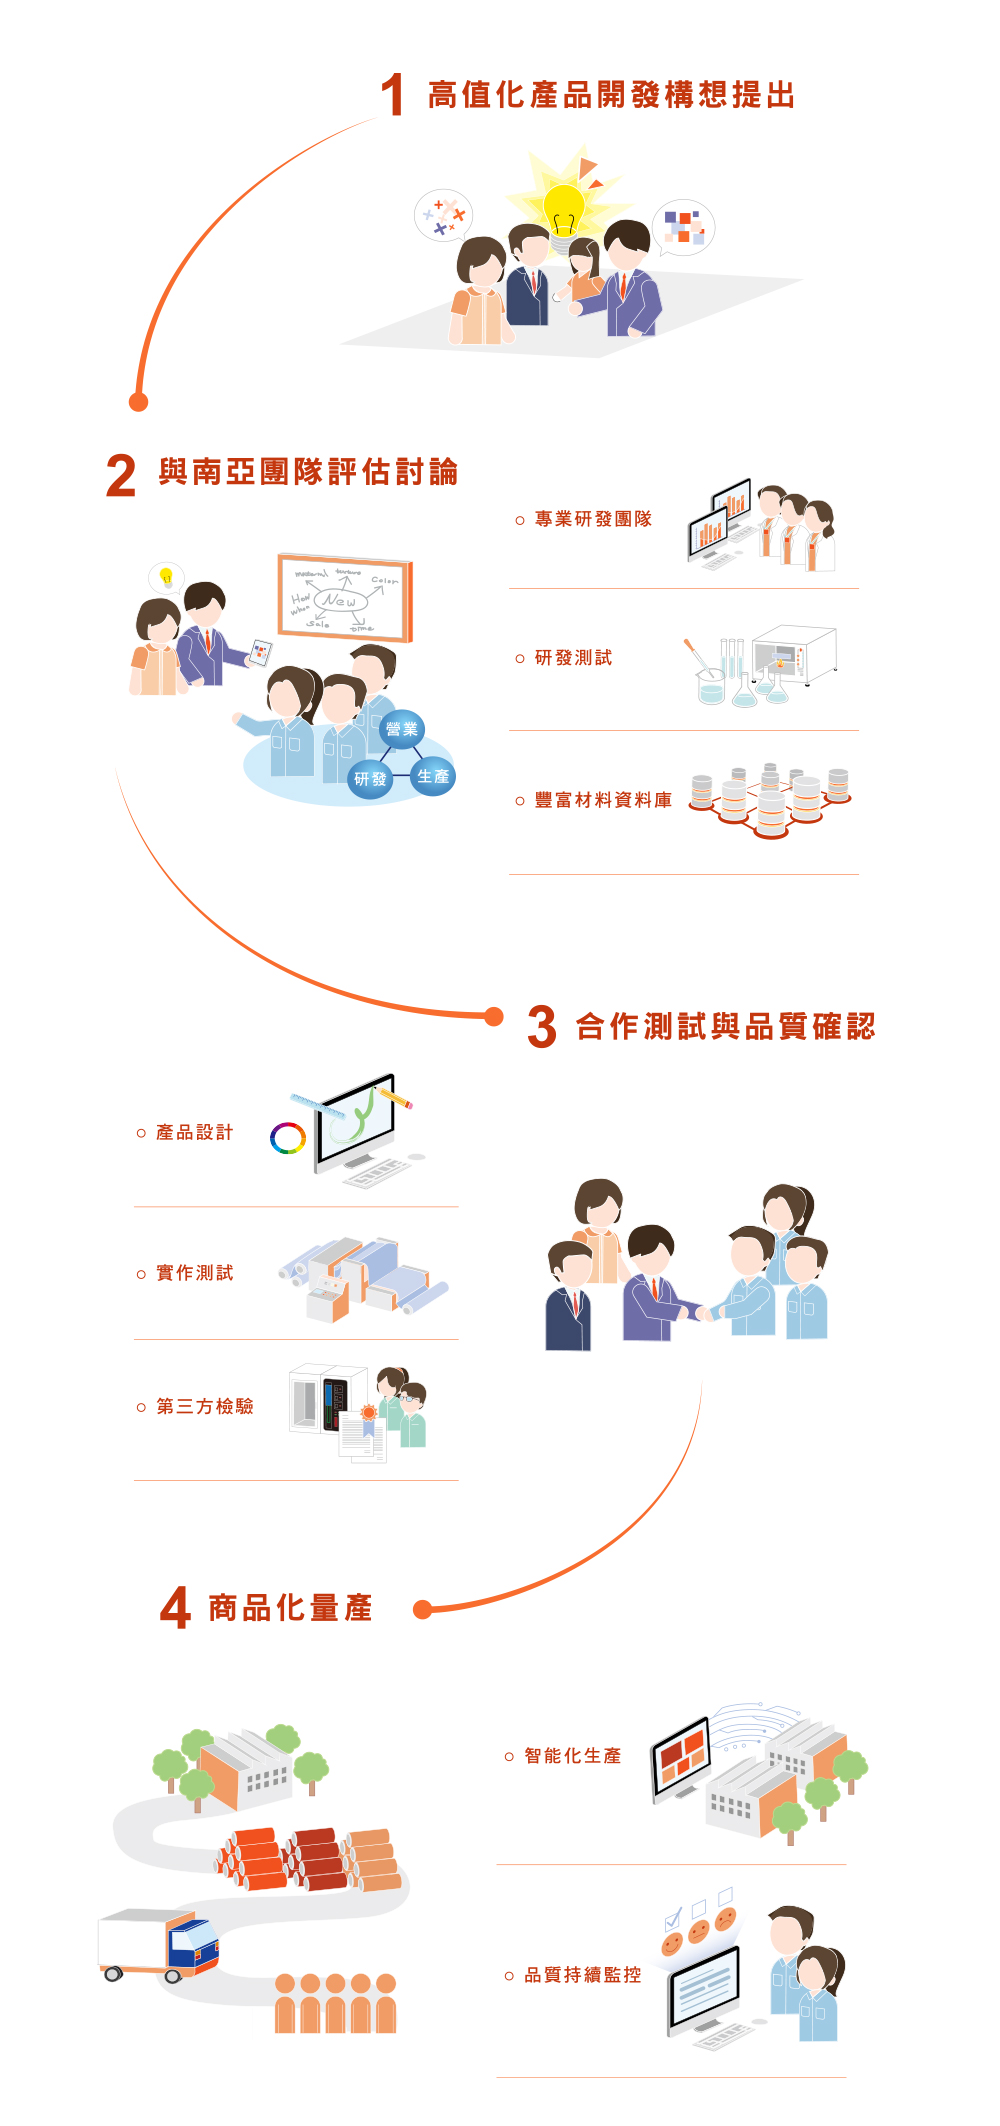 1 高值化產品開發構想提出
2 與南亞團隊評估討論
material
texture
Color
How
New
when
Sale
time
營業
研發
生產
專業研發團隊
研發測試
豐富材料資料庫
3 合作測試與品質確認
產品設計
實作測試
第三方檢驗
4 商品化量產
智能化生產
品質持續監控